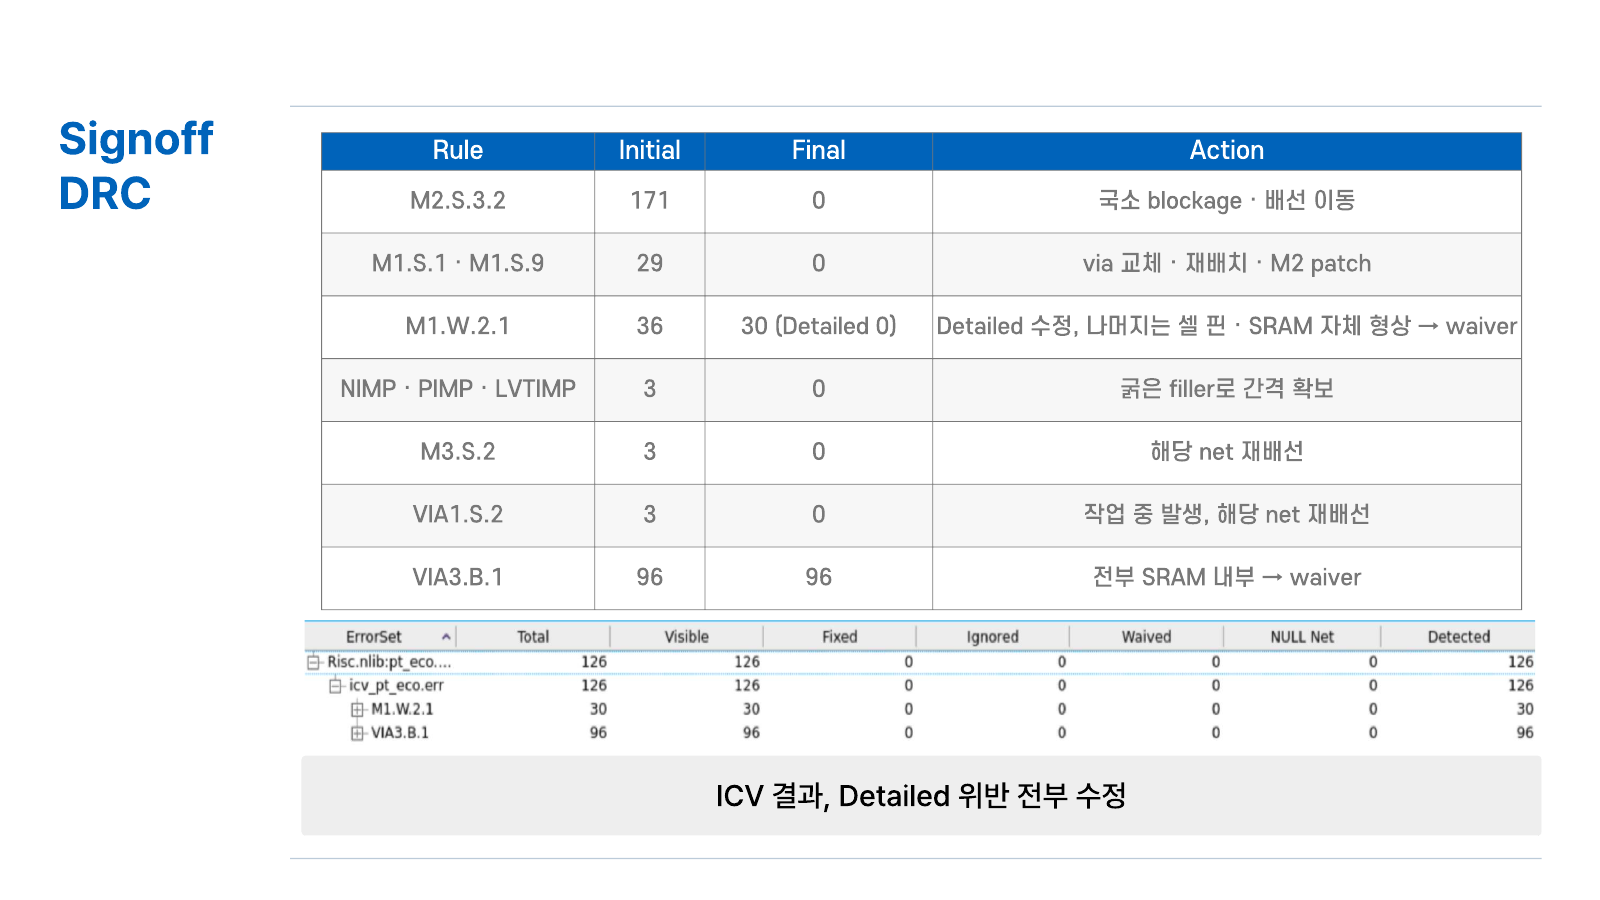 Signoff
DRC
Rule Initial Final Action
M2.S.3.2 171 0 국소 blockage · 배선 이동
M1.S.1 · M1.S.9 29 0 via 교체 · 재배치 · M2 patch
M1.W.2.1 36 30 (Detailed 0) Detailed 수정, 나머지는 셀 핀 · SRAM 자체 형상 → waiver
NIMP · PIMP · LVTIMP 3 0 굵은 filler로 간격 확보
M3.S.2 3 0 해당 net 재배선
VIA1.S.2 3 0 작업 중 발생, 해당 net 재배선
VIA3.B.1 96 96 전부 SRAM 내부 → waiver
ErrorSet Total Visible Fixed Ignored Waived NULL Net Detected
Risc.nlib:pt_eco.... 126 126 0 0 0 0 126
icv_pt_eco.err 126 126 0 0 0 0 126
M1.W.2.1 30 30 0 0 0 0 30
VIA3.B.1 96 96 0 0 0 0 96
ICV 결과, Detailed 위반 전부 수정